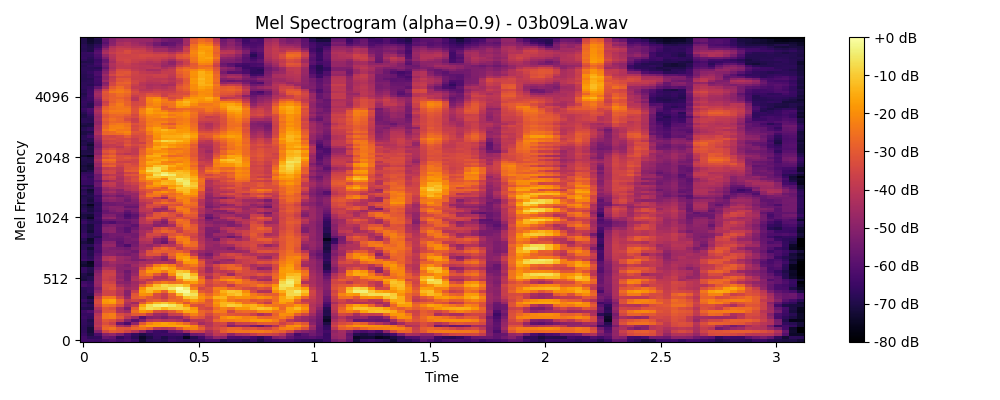 Mel Spectrogram (alpha=0.9) - 03b09La.wav
Mel Frequency
4096
2048
1024
512
0
0
0.5
1
1.5
2
2.5
3
Time
+0 dB
-10 dB
-20 dB
-30 dB
-40 dB
-50 dB
-60 dB
-70 dB
-80 dB